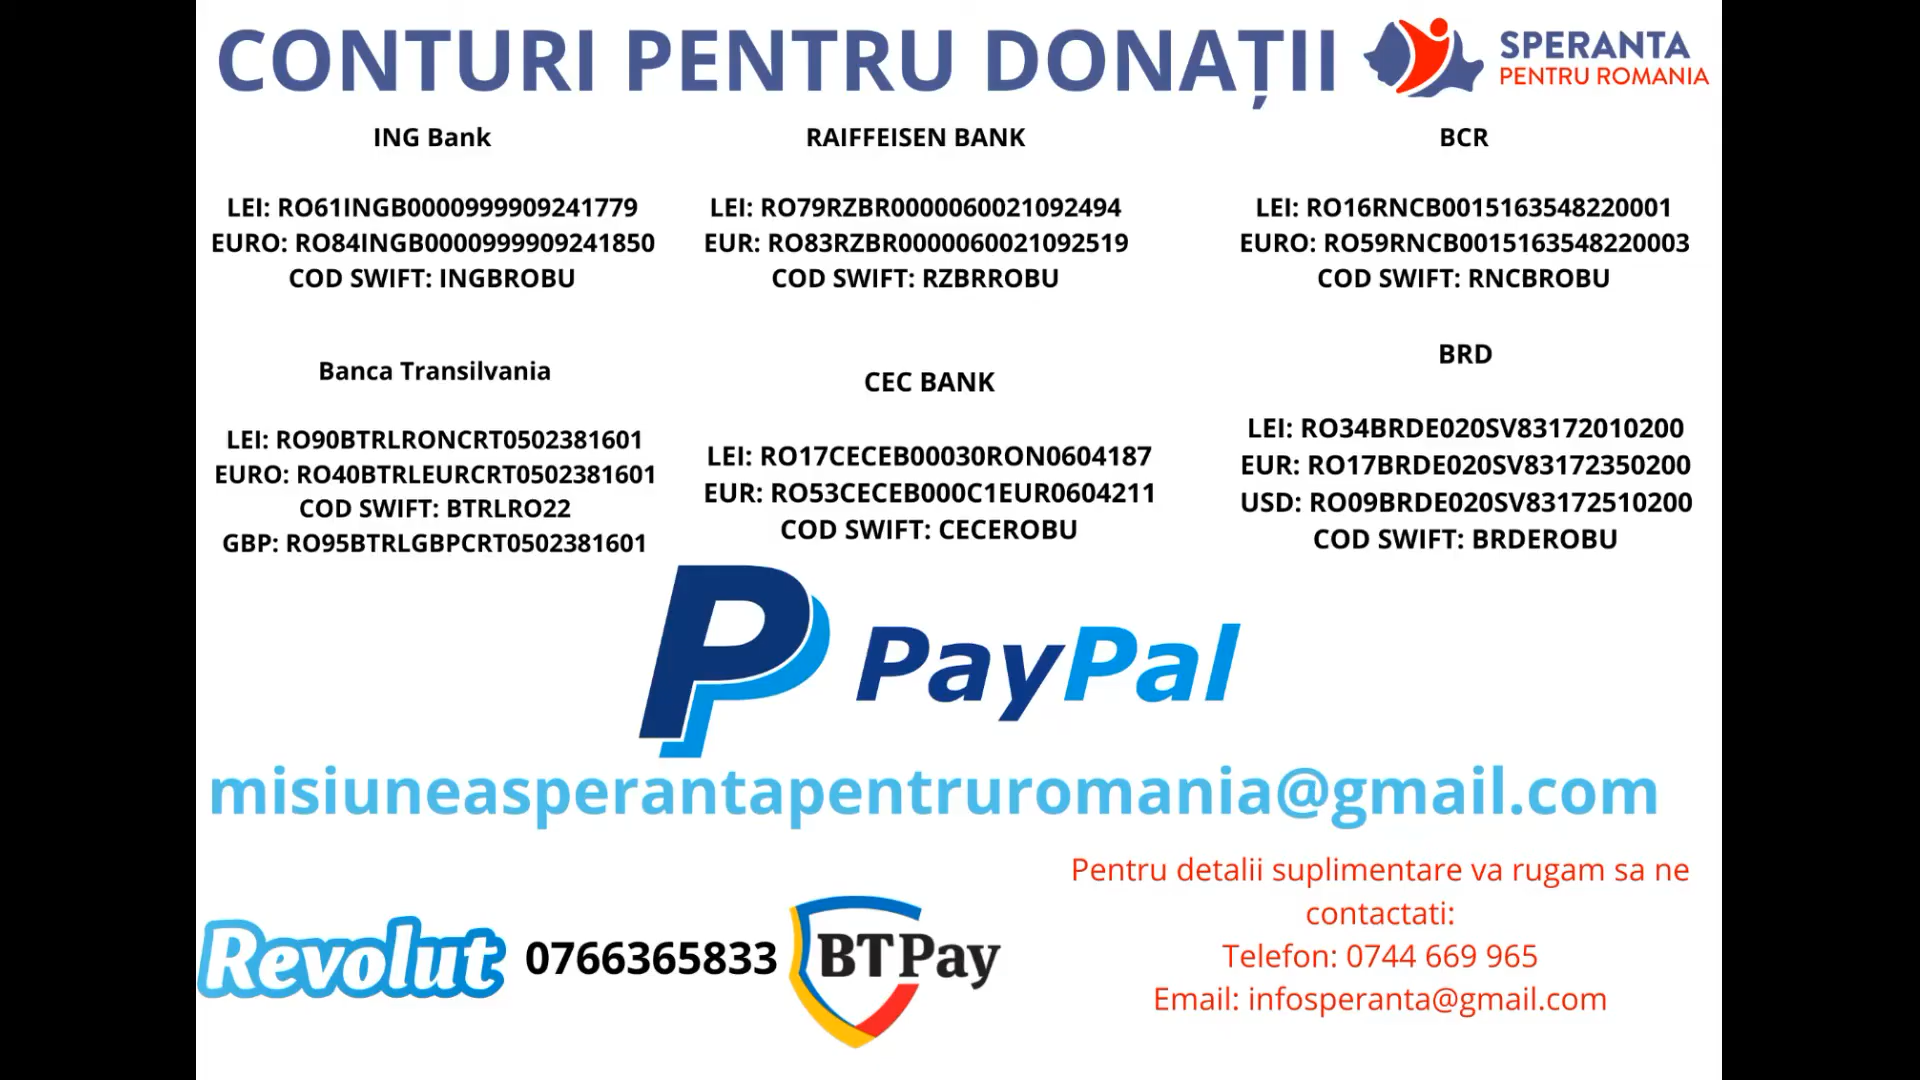 CONTURI PENTRU DONAȚII
SPERANTA
PENTRU ROMANIA
ING Bank
LEI: RO61INGB0000999909241779
EURO: RO84INGB0000999909241850
COD SWIFT: INGBROBU
RAIFFEISEN BANK
LEI: RO79RZBR0000060021092494
EUR: RO83RZBR0000060021092519
COD SWIFT: RZBRROBU
BCR
LEI: RO16RNCB0015163548220001
EURO: RO59RNCB0015163548220003
COD SWIFT: RNCBROBU
Banca Transilvania
LEI: RO90BTRLRONCRT0502381601
EURO: RO40BTRLEURCRT0502381601
COD SWIFT: BTRLRO22
GBP: RO95BTRLGBPCRT0502381601
CEC BANK
LEI: RO17CECEB00030RON0604187
EUR: RO53CECEB000C1EUR0604211
COD SWIFT: CECEROBU
BRD
LEI: RO34BRDE020SV83172010200
EUR: RO17BRDE020SV83172350200
USD: RO09BRDE020SV83172510200
COD SWIFT: BRDEROBU
PayPal
misiuneasperantapentruromania@gmail.com
Revolut 0766365833 BT Pay
Pentru detalii suplimentare va rugam sa ne
contactati:
Telefon: 0744 669 965
Email: infosperanta@gmail.com